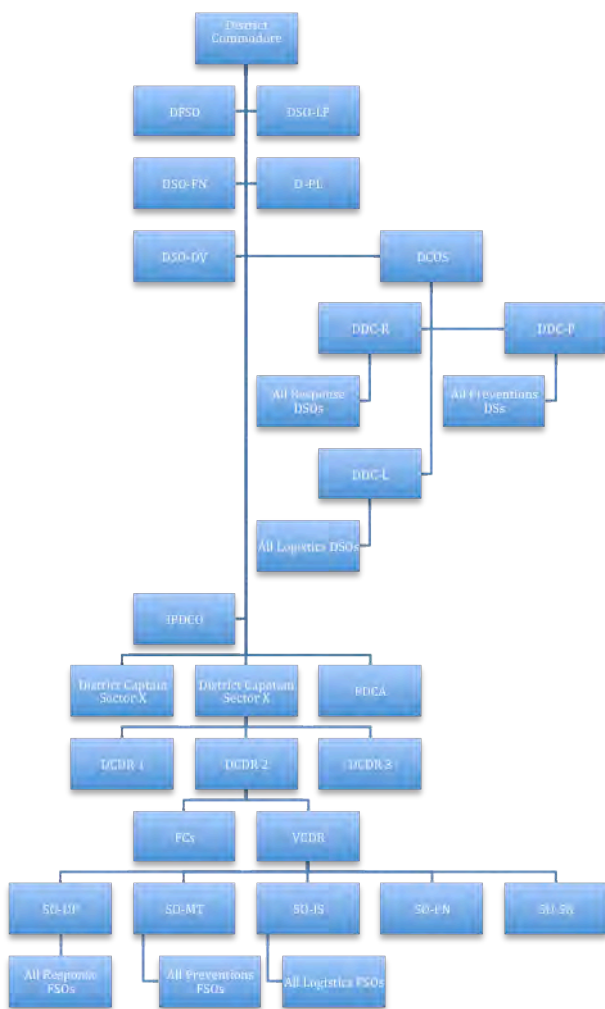 District
Commodore
DFSO
DSO-LP
DSO-FN
D-PL
DSO-DV
DCOS
DDC-R
DDC-P
All Response
DSOs
All Preventions
DSs
DDC-L
All Logistics DSOs
IPDCO
District Captain
Sector X
District Capotain
Sector X
DCDR 1
DCDR 2
DCDR 3
FCs
VCDR
SO-OP
SO-MT
SO-IS
SO-FN
SO-SR
All Response
FSOs
All Preventions
FSOs
All Logistics FSOs